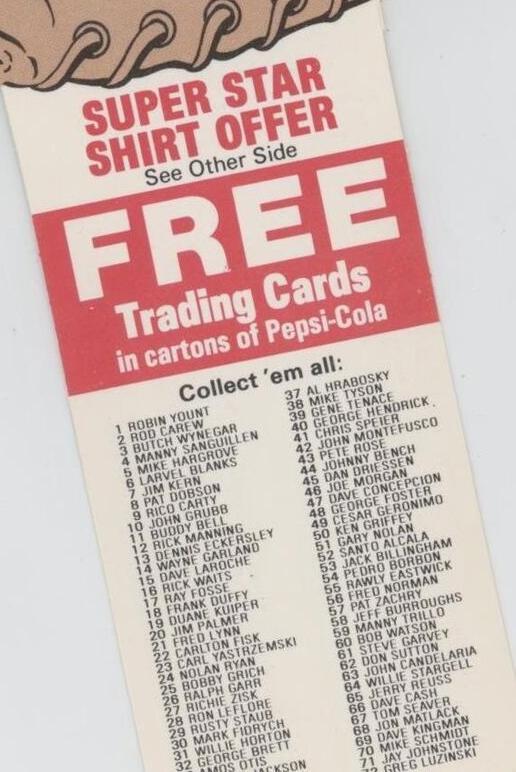 SUPER STAR
SHIRT OFFER
See Other Side
FREE
Trading Cards
in cartons of Pepsi-Cola
Collect 'em all:
1 ROBIN YOUNT
2 ROD CAREW
3 BUTCH WYNEGAR
4 MANNY SANGUILLEN
5 MIKE HARGROVE
6 LARVEL BLANKS
7 JIM KERN
8 PAT DOBSON
9 RICO CARTY
10 JOHN GRUBB
11 BUDDY BELL
12 RICK MANNING
13 DENNIS ECKERSLEY
14 WAYNE GARLAND
15 DAVE LAROCHE
16 RICK WAITS
17 RAY FOSSE
18 FRANK DUFFY
19 DUANE KUIPER
20 JIM PALMER
21 FRED LYNN
22 CARLTON FISK
23 CARL YASTRZEMSKI
24 NOLAN RYAN
25 BOBBY GRICH
26 RALPH GARR
27 RICHIE ZISK
28 RON LEFLORE
29 RUSTY STAUB
30 MARK FIDRYCH
31 WILLIE HORTON
32 GEORGE BRETT
AMOS OTIS
JACKSON
37 AL HRABOSKY
38 MIKE TYSON
39 GENE TENACE
40 GEORGE HENDRICK
41 CHRIS SPEIER
42 JOHN MONTEFUSCO
43 PETE ROSE
44 JOHNNY BENCH
45 DAN DRIESSEN
46 JOE MORGAN
47 DAVE CONCEPCION
48 GEORGE FOSTER
49 CESAR GERONIMO
50 KEN GRIFFEY
51 GARY NOLAN
52 SANTO ALCALA
53 JACK BILLINGHAM
54 PEDRO BORBON
55 RAWLY EASTWICK
56 FRED NORMAN
57 PAT ZACHRY
58 JEFF BURROUGHS
59 MANNY TRILLO
60 BOB WATSON
61 STEVE GARVEY
62 DON SUTTON
63 JOHN CANDELARIA
64 WILLIE STARGELL
65 JERRY REUSS
66 DAVE CASH
67 TOM SEAVER
68 JON MATLACK
69 DAVE KINGMAN
70 MIKE SCHMIDT
71 JAY JOHNSTONE
72 GREG LUZINSKI